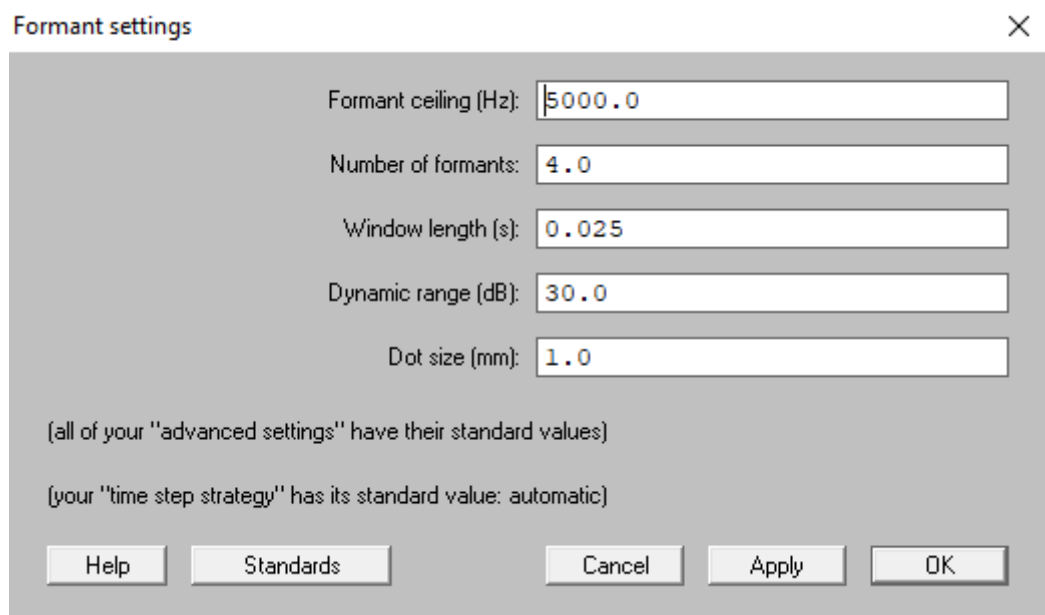 Formant settings
Formant ceiling (Hz): 5000.0
Number of formants: 4.0
Window length (s): 0.025
Dynamic range (dB): 30.0
Dot size (mm): 1.0
(all of your "advanced settings" have their standard values)
(your "time step strategy" has its standard value: automatic)
Help Standards Cancel Apply OK